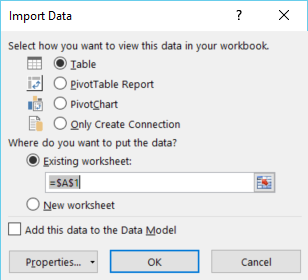 Import Data
Select how you want to view this data in your workbook.
Table
PivotTable Report
PivotChart
Only Create Connection
Where do you want to put the data?
Existing worksheet:
=$A$1
New worksheet
Add this data to the Data Model
Properties...
OK
Cancel